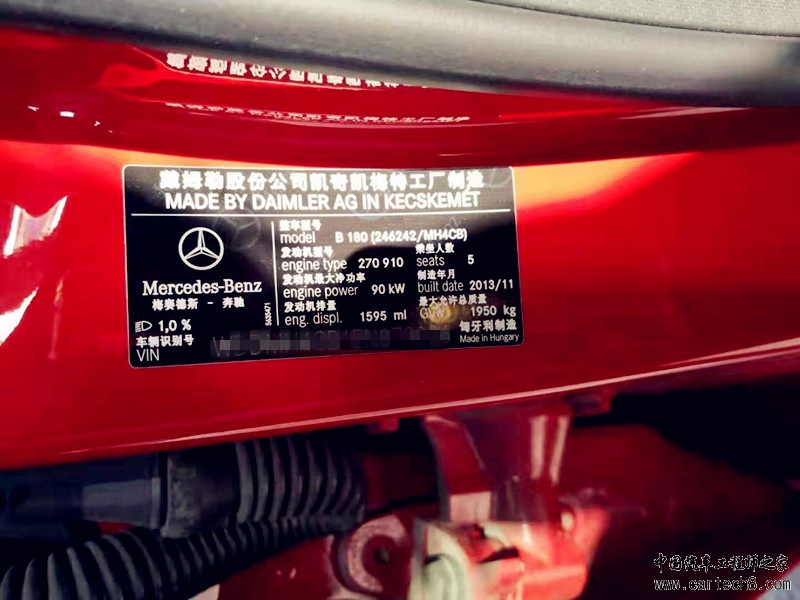 戴姆勒股份公司凯奇凯梅特工厂制造
MADE BY DAIMLER AG IN KECSKEMÉT
Mercedes-Benz
梅赛德斯 - 奔驰
1,0 %
整车型号
model B 180 (246242/MH4CB)
发动机型号
engine type 270 910
发动机最大净功率
engine power 90 kW
发动机排量
eng. displ. 1595 ml
乘坐人数
seats 5
制造年月
built date 2013/11
最大允许总质量
GVW 1950 kg
车辆识别号
VIN
匈牙利制造
Made in Hungary
中国汽车工程师之家
www.cartech8.com